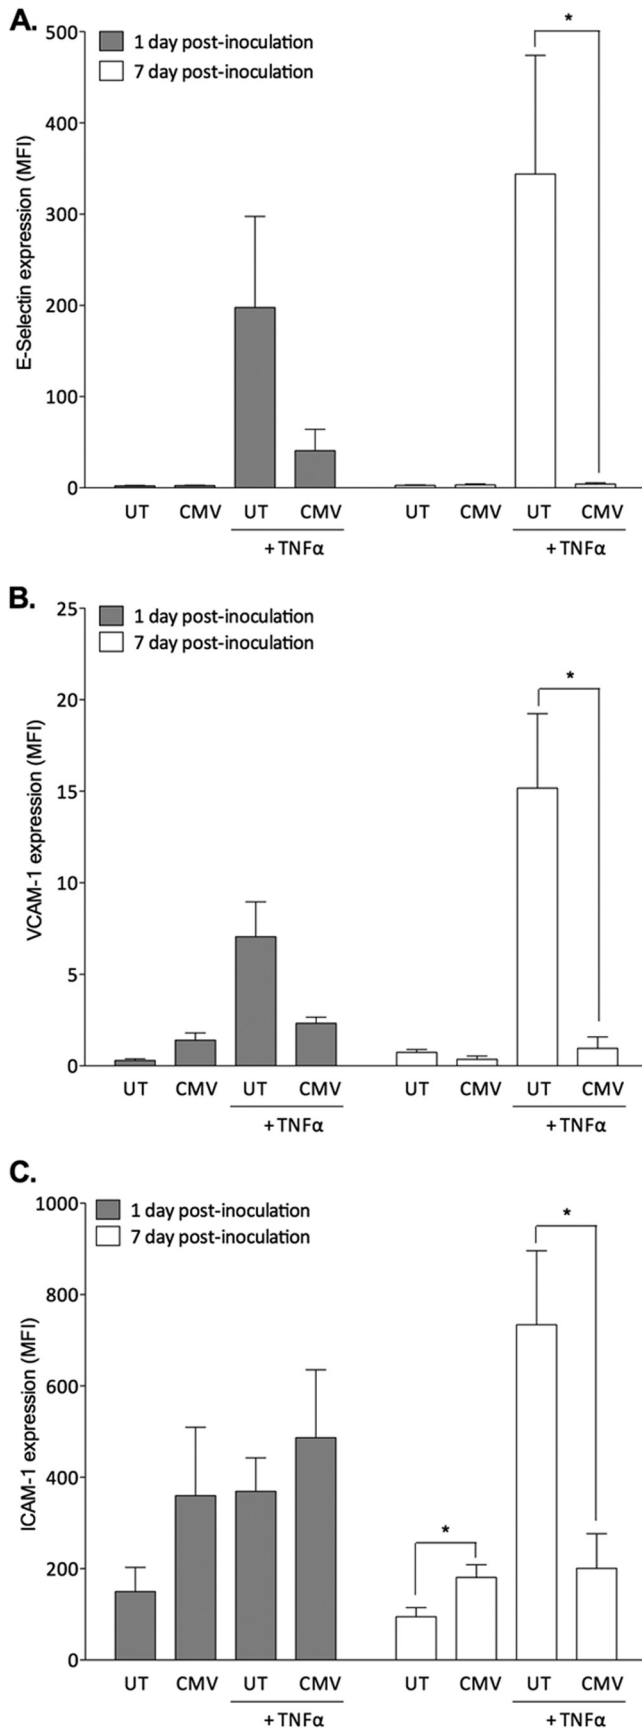 A.
500
400
300
200
100
0
E-Selectin expression (MFI)
1 day post-inoculation
7 day post-inoculation
*
UT CMV UT CMV UT CMV UT CMV
+ TNFα + TNFα
B.
25
20
15
10
5
0
VCAM-1 expression (MFI)
1 day post-inoculation
7 day post-inoculation
*
UT CMV UT CMV UT CMV UT CMV
+ TNFα + TNFα
C.
1000
800
600
400
200
0
ICAM-1 expression (MFI)
1 day post-inoculation
7 day post-inoculation
*
*
UT CMV UT CMV UT CMV UT CMV
+ TNFα + TNFα